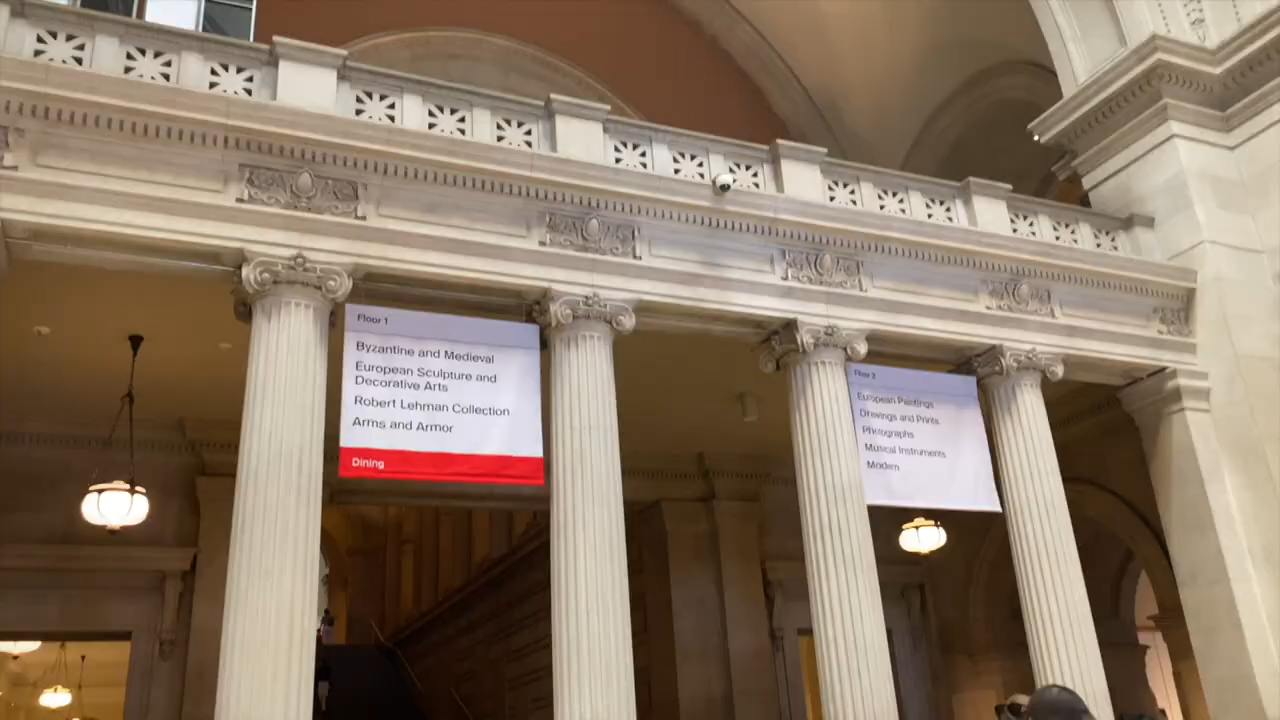 Floor 1
Byzantine and Medieval
European Sculpture and
Decorative Arts
Robert Lehman Collection
Arms and Armor
Dining
Floor 2
European Paintings
Drawings and Prints
Photographs
Musical Instruments
Modern